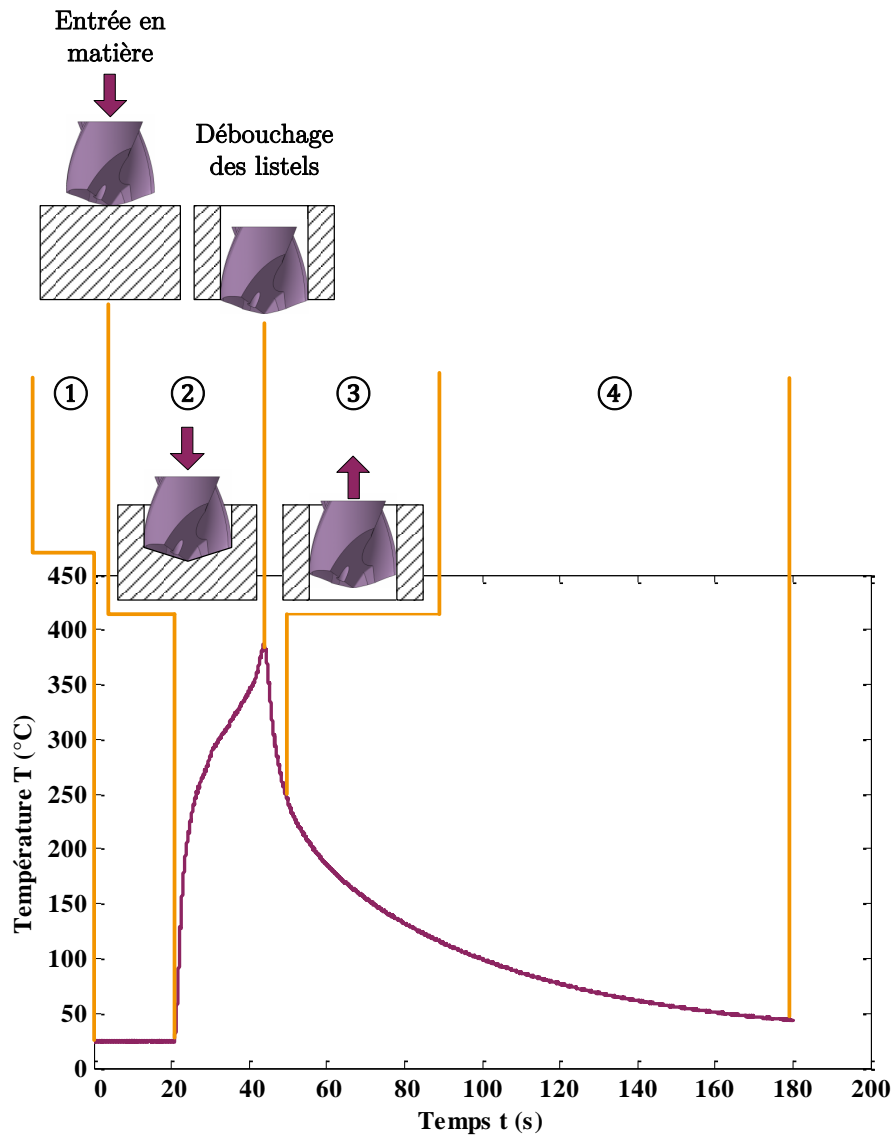 Entrée en
matière
Débouchage
des listels
① ② ③ ④
450
400
350
300
250
200
150
100
50
0
Température T (°C)
0 20 40 60 80 100 120 140 160 180 200
Temps t (s)